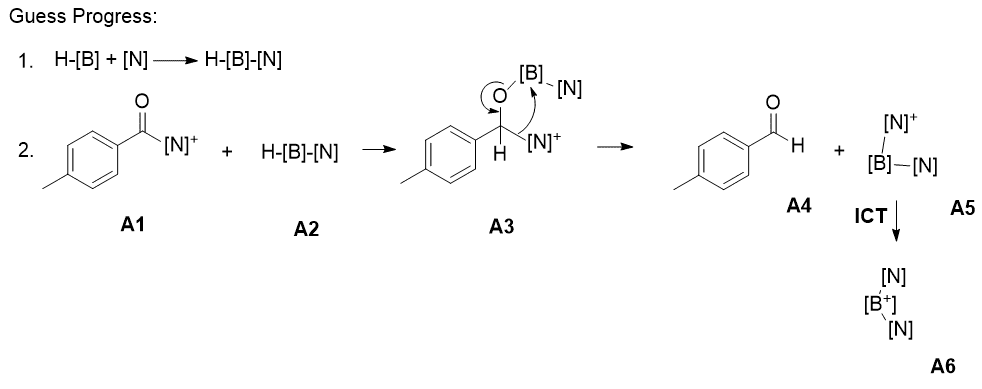 Guess Progress:
1. H-[B] + [N] H-[B]-[N]
2. O [N]+ + H-[B]-[N] O [B] [N] H [N]+ O H + [N]+ [B] [N]
A1 A2 A3 A4 A5
ICT
[N]
[B+]
[N]
A6